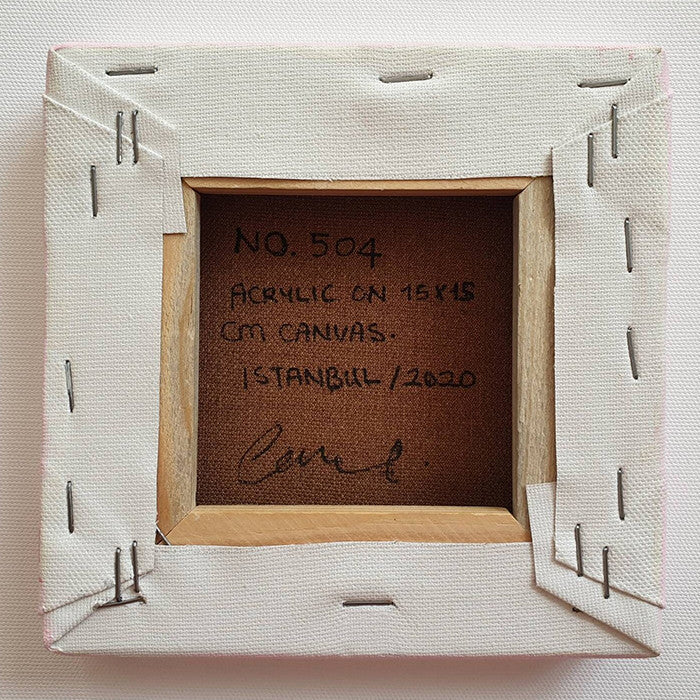 NO. 504
ACRYLIC ON 15X15
CM CANVAS.
ISTANBUL / 2020